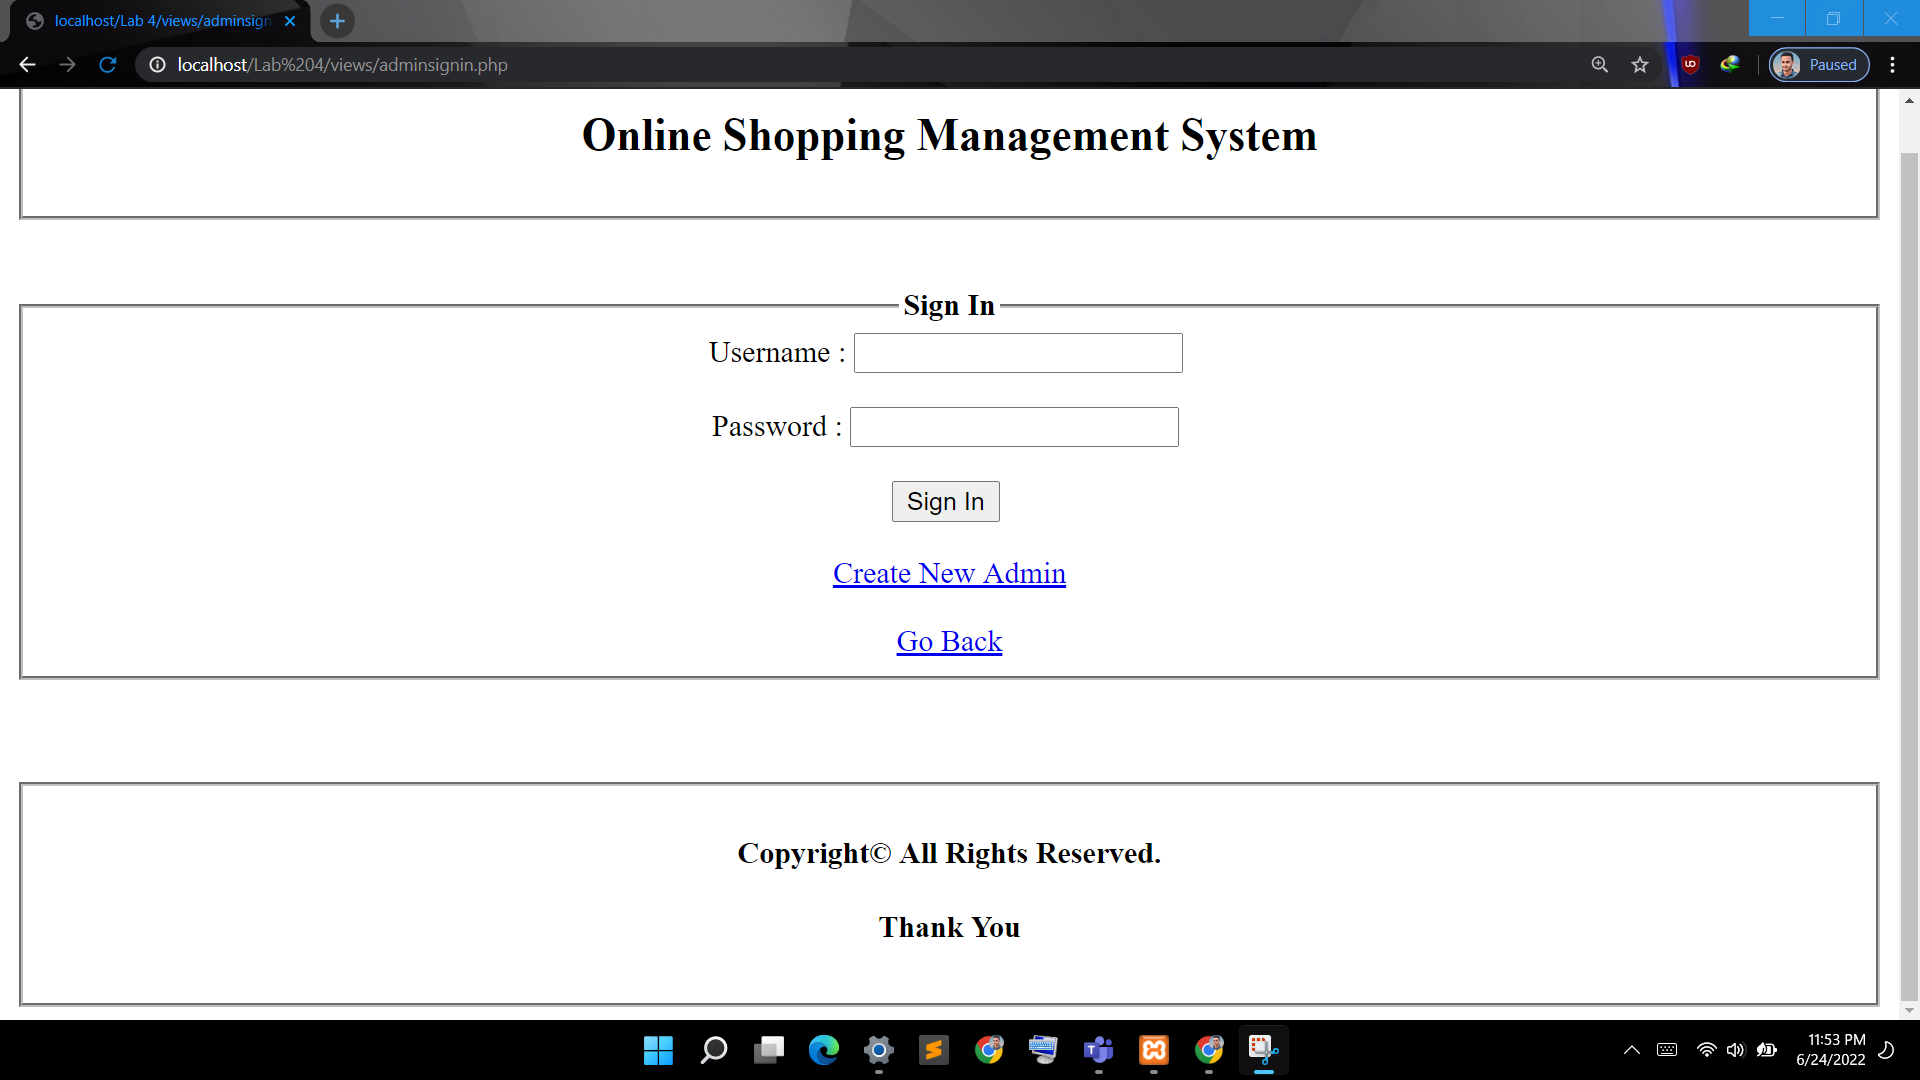 localhost/Lab 4/views/adminsign
localhost/Lab%204/views/adminsignin.php
Paused
Online Shopping Management System
Sign In
Username :
Password :
Sign In
Create New Admin
Go Back
Copyright© All Rights Reserved.
Thank You
11:53 PM
6/24/2022